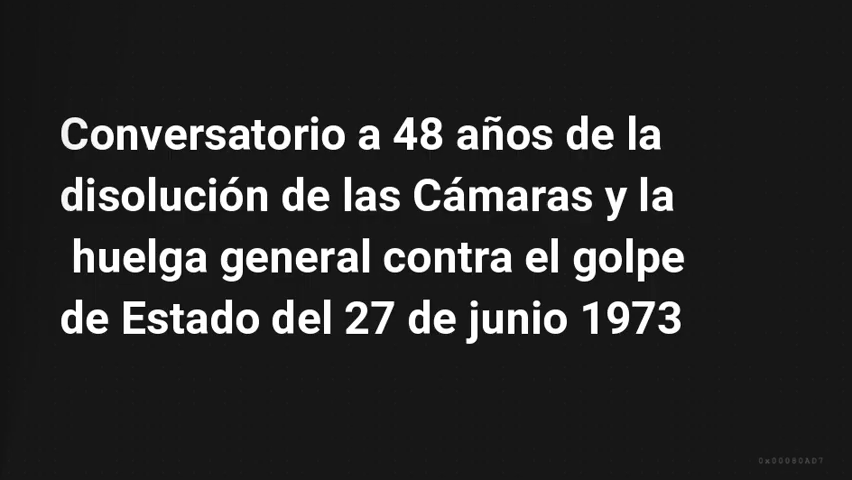 Conversatorio a 48 años de la
disolución de las Cámaras y la
huelga general contra el golpe
de Estado del 27 de junio 1973